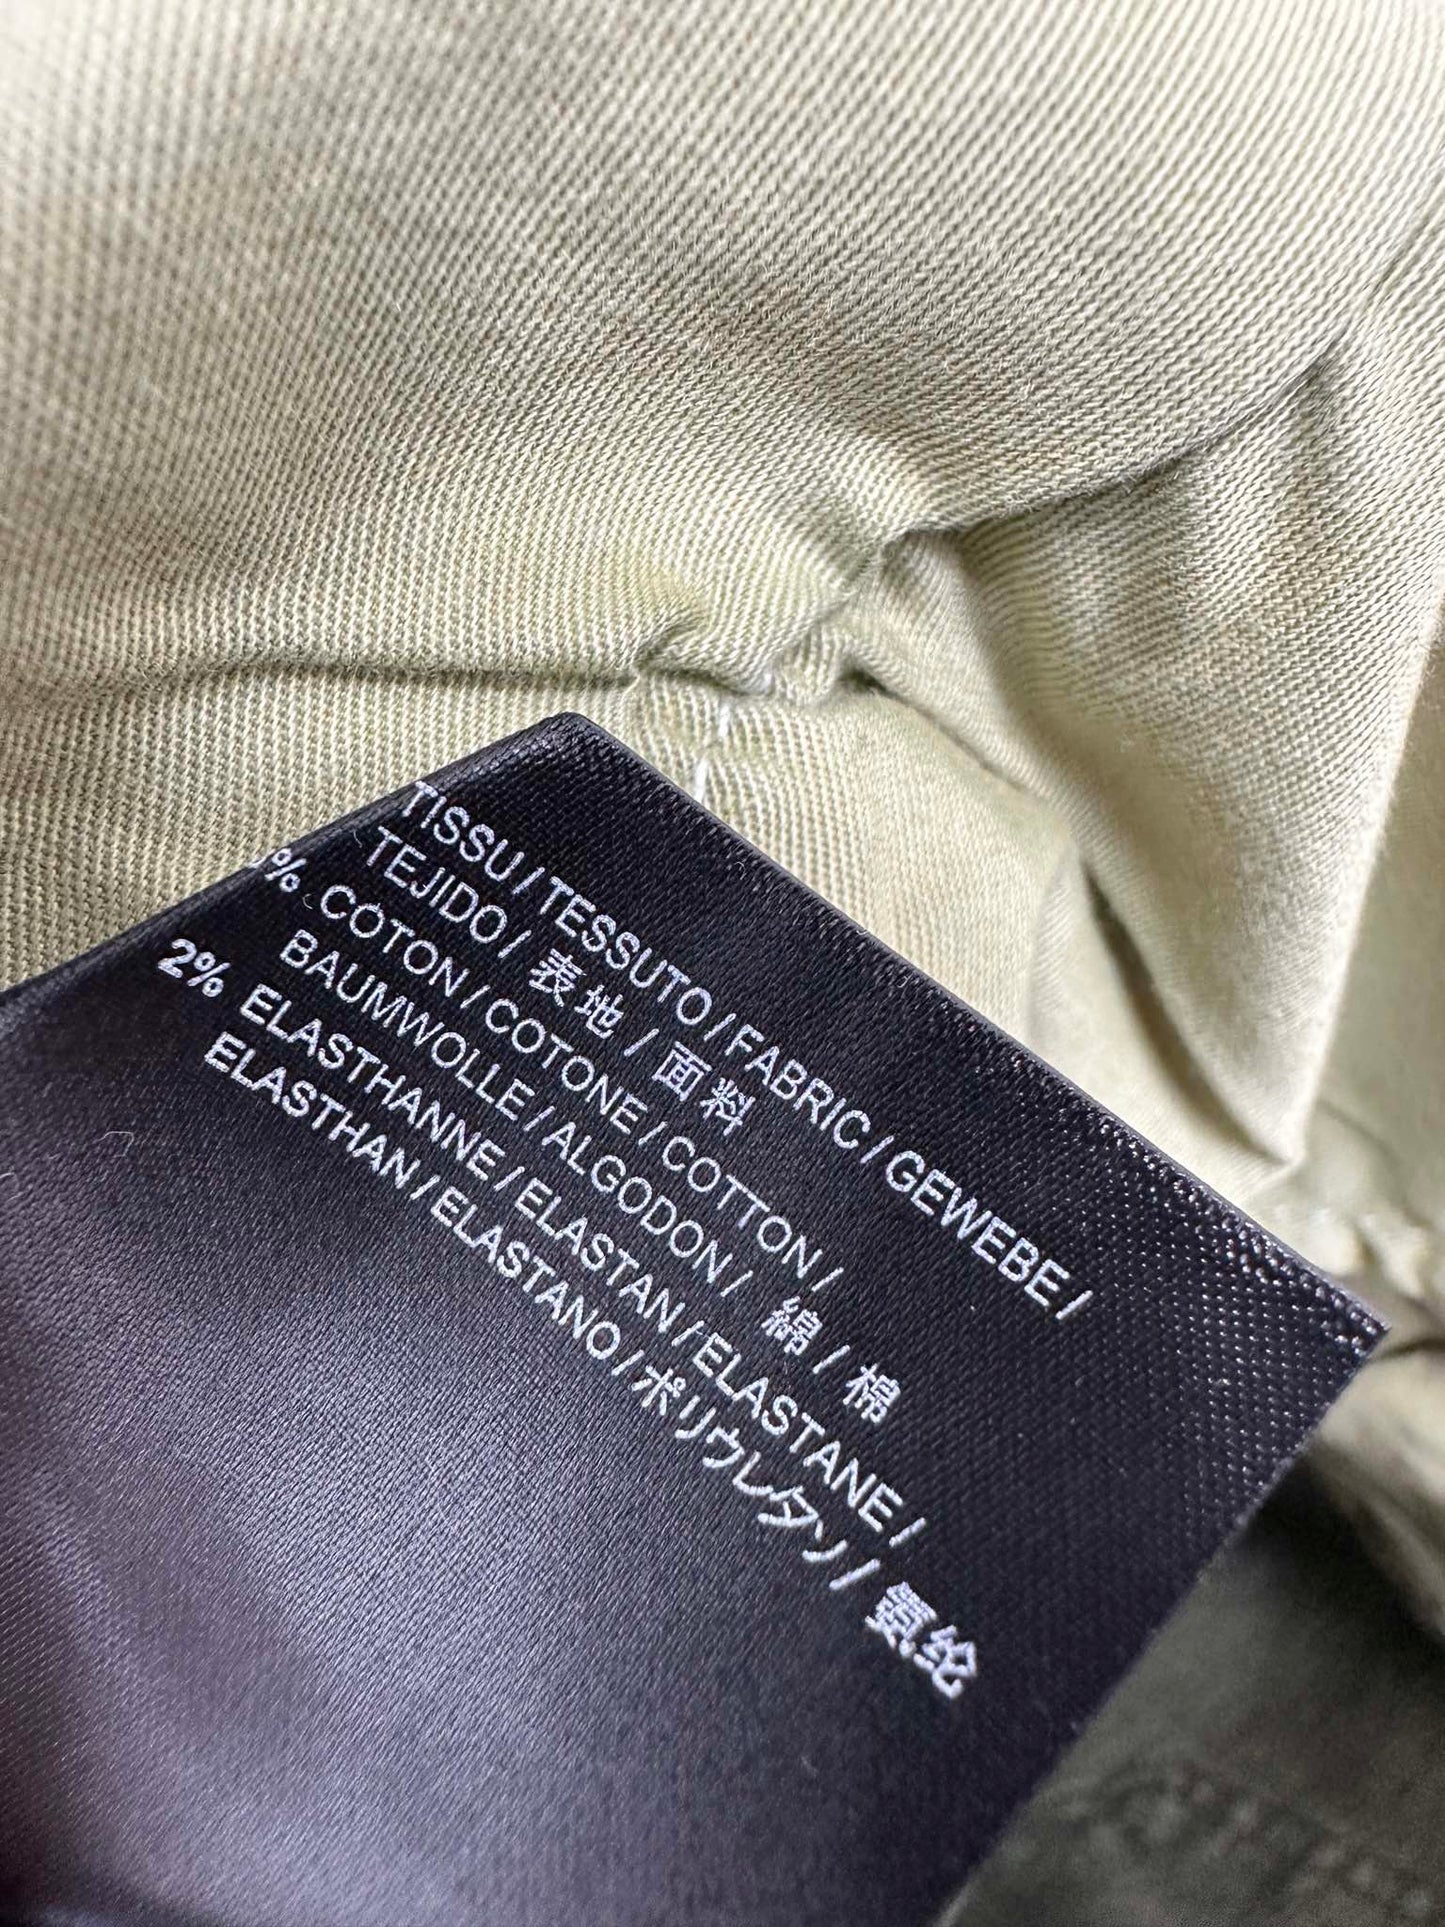 TISSU / TESSUTO / FABRIC / GEWEBE /
TEJIDO / 表地 / 面料
% COTON / COTONE / COTTON /
BAUMWOLLE / ALGODON / 綿 / 棉
2% ELASTHANNE / ELASTAN / ELASTANE /
ELASTHAN / ELASTANO / ポリウレタン / 氨纶